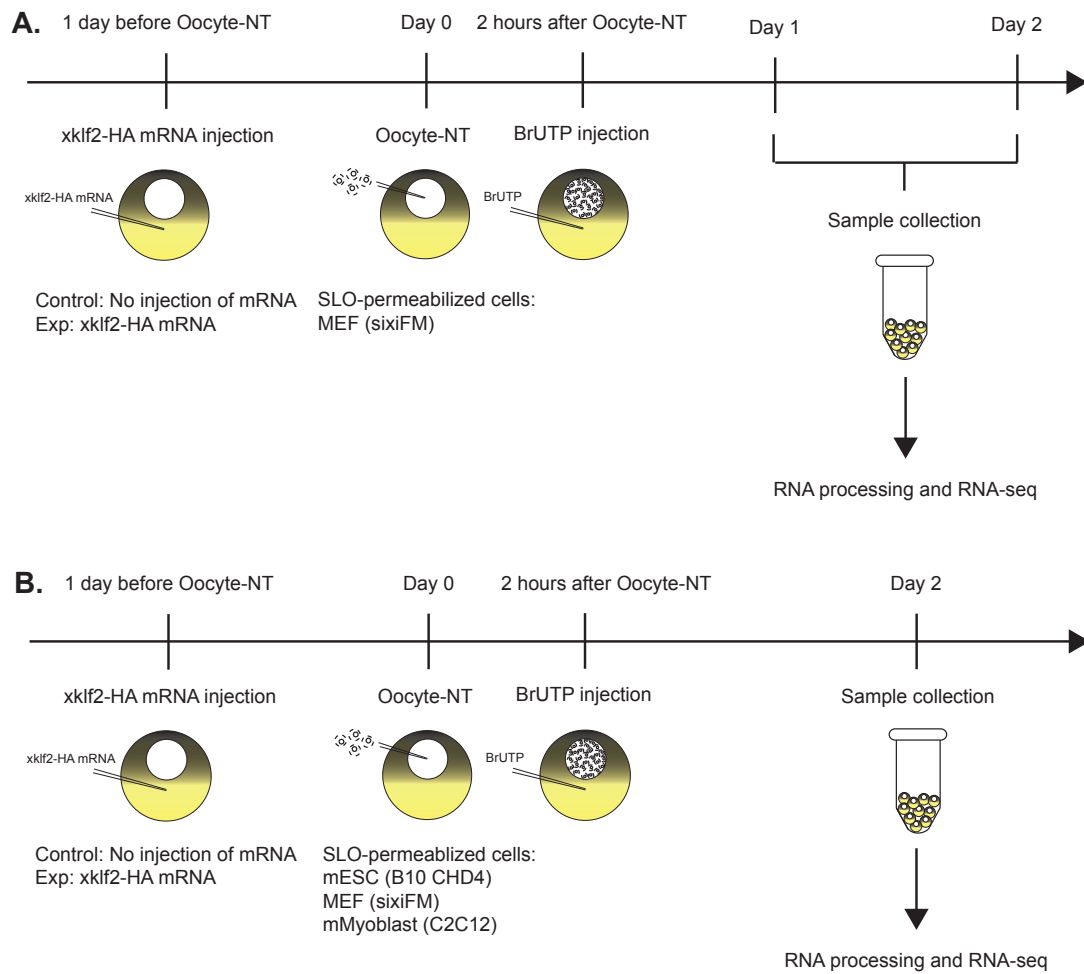 A.
1 day before Oocyte-NT
Day 0
2 hours after Oocyte-NT
Day 1
Day 2
xklf2-HA mRNA injection
Oocyte-NT
BrUTP injection
xklf2-HA mRNA
BrUTP
Sample collection
Control: No injection of mRNA
Exp: xklf2-HA mRNA
SLO-permeabilized cells:
MEF (sixiFM)
RNA processing and RNA-seq
B.
1 day before Oocyte-NT
Day 0
2 hours after Oocyte-NT
Day 2
xklf2-HA mRNA injection
Oocyte-NT
BrUTP injection
Sample collection
xklf2-HA mRNA
BrUTP
Control: No injection of mRNA
Exp: xklf2-HA mRNA
SLO-permeablized cells:
mESC (B10 CHD4)
MEF (sixiFM)
mMyoblast (C2C12)
RNA processing and RNA-seq